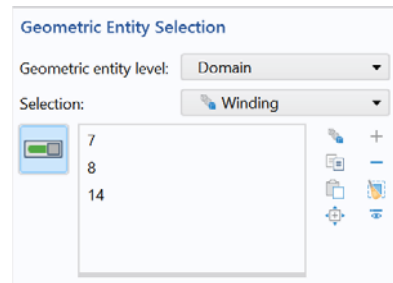 Geometric Entity Selection
Geometric entity level: Domain
Selection: Winding
7
8
14